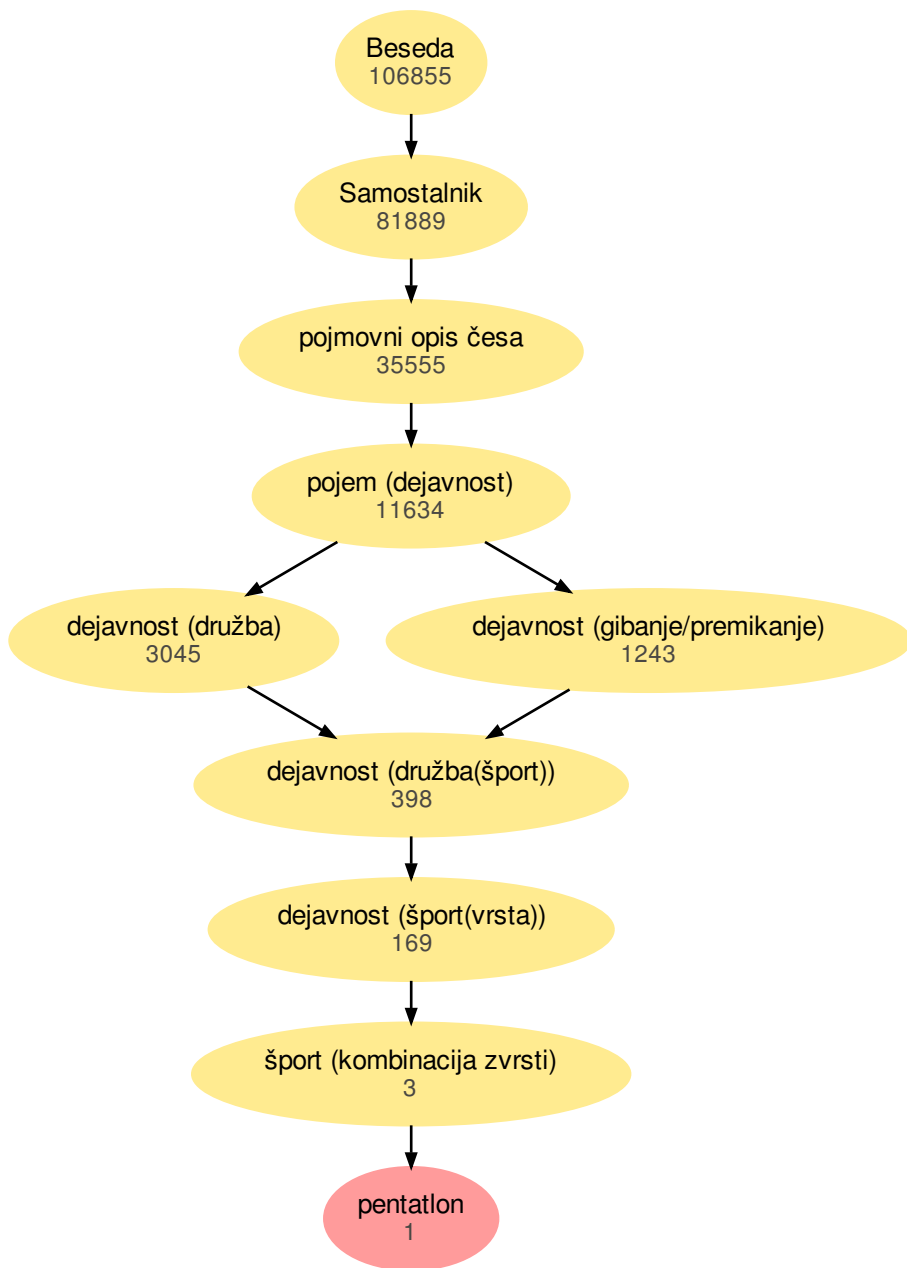 Beseda
106855
Samostalnik
81889
pojmovni opis česa
35555
pojem (dejavnost)
11634
dejavnost (družba)
3045
dejavnost (gibanje/premikanje)
1243
dejavnost (družba(šport))
398
dejavnost (šport(vrsta))
169
šport (kombinacija zvrsti)
3
pentatlon
1